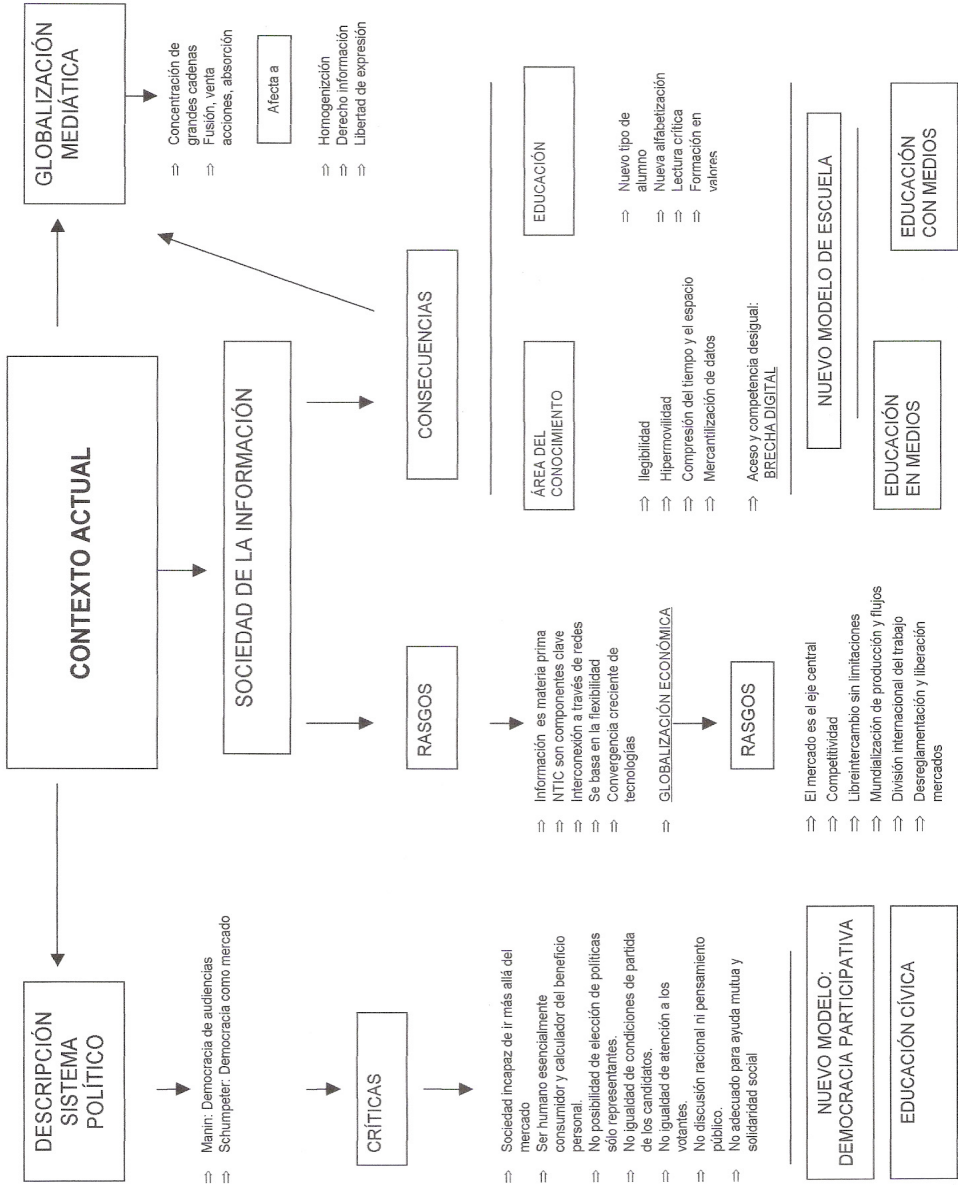 CONTEXTO ACTUAL
DESCRIPCIÓN
SISTEMA
POLÍTICO
⇒ Manin: Democracia de audiencias
⇒ Schumpeter: Democracia como mercado
CRÍTICAS
⇒ Sociedad incapaz de ir más allá del
mercado
⇒ Ser humano esencialmente
consumidor y calculador del beneficio
personal.
⇒ No posibilidad de elección de políticas
sólo representantes.
⇒ No igualdad de condiciones de partida
de los candidatos.
⇒ No igualdad de atención a los
votantes.
⇒ No discusión racional ni pensamiento
público.
⇒ No adecuado para ayuda mutua y
solidaridad social
NUEVO MODELO:
DEMOCRACIA PARTICIPATIVA
EDUCACIÓN CÍVICA
SOCIEDAD DE LA INFORMACIÓN
RASGOS
⇒ Información es materia prima
⇒ NTIC son componentes clave
⇒ Interconexión a través de redes
⇒ Se basa en la flexibilidad
⇒ Convergencia creciente de
tecnologías
⇒ GLOBALIZACIÓN ECONÓMICA
RASGOS
⇒ El mercado es el eje central
⇒ Competitividad
⇒ Libreintercambio sin limitaciones
⇒ Mundialización de producción y flujos
⇒ División internacional del trabajo
⇒ Desreglamentación y liberación
mercados
CONSECUENCIAS
ÁREA DEL
CONOCIMIENTO
⇒ Ilegibilidad
⇒ Hipermovilidad
⇒ Compresión del tiempo y el espacio
⇒ Mercantilización de datos
⇒ Aceso y competencia desigual:
BRECHA DIGITAL
EDUCACIÓN
⇒ Nuevo tipo de
alumno
⇒ Nueva alfabetización
⇒ Lectura crítica
⇒ Formación en
valores
NUEVO MODELO DE ESCUELA
EDUCACIÓN
EN MEDIOS
EDUCACIÓN
CON MEDIOS
GLOBALIZACIÓN
MEDIÁTICA
⇒ Concentración de
grandes cadenas
⇒ Fusión, venta
acciones, absorción
Afecta a
⇒ Homogenizción
⇒ Derecho información
⇒ Libertad de expresión